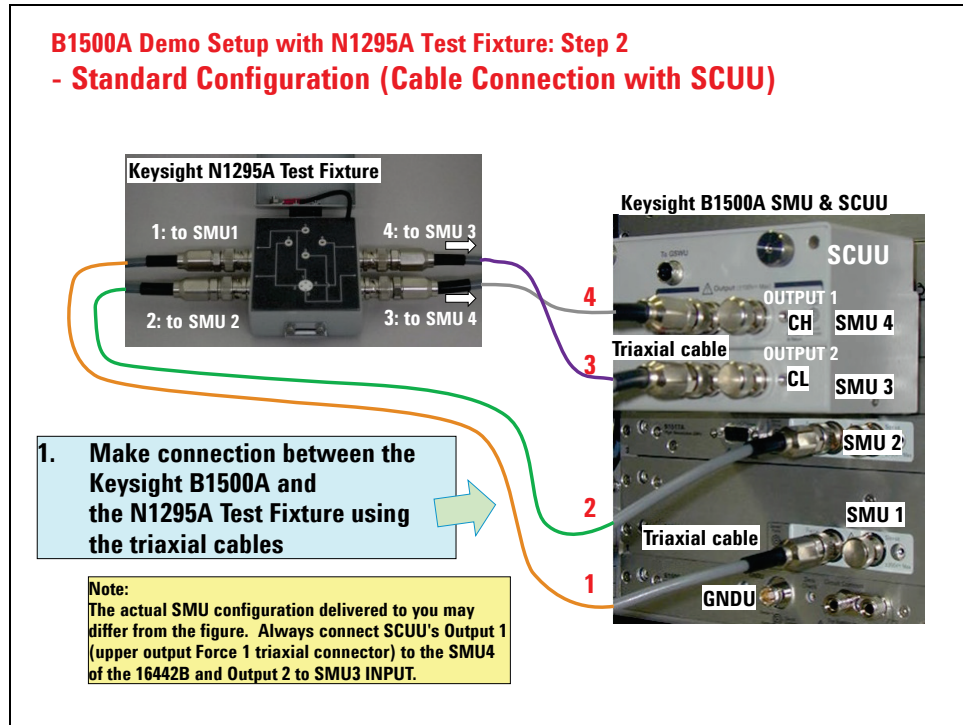 B1500A Demo Setup with N1295A Test Fixture: Step 2
- Standard Configuration (Cable Connection with SCUU)
Keysight N1295A Test Fixture
1: to SMU1
4: to SMU 3
2: to SMU 2
3: to SMU 4
Keysight B1500A SMU & SCUU
SCUU
To GSWU
Output
4
OUTPUT 1
CH
SMU 4
Triaxial cable
3
OUTPUT 2
CL
SMU 3
SMU 2
2
SMU 1
Triaxial cable
1
GNDU
1. Make connection between the
Keysight B1500A and
the N1295A Test Fixture using
the triaxial cables
Note:
The actual SMU configuration delivered to you may
differ from the figure.  Always connect SCUU's Output 1
(upper output Force 1 triaxial connector) to the SMU4
of the 16442B and Output 2 to SMU3 INPUT.